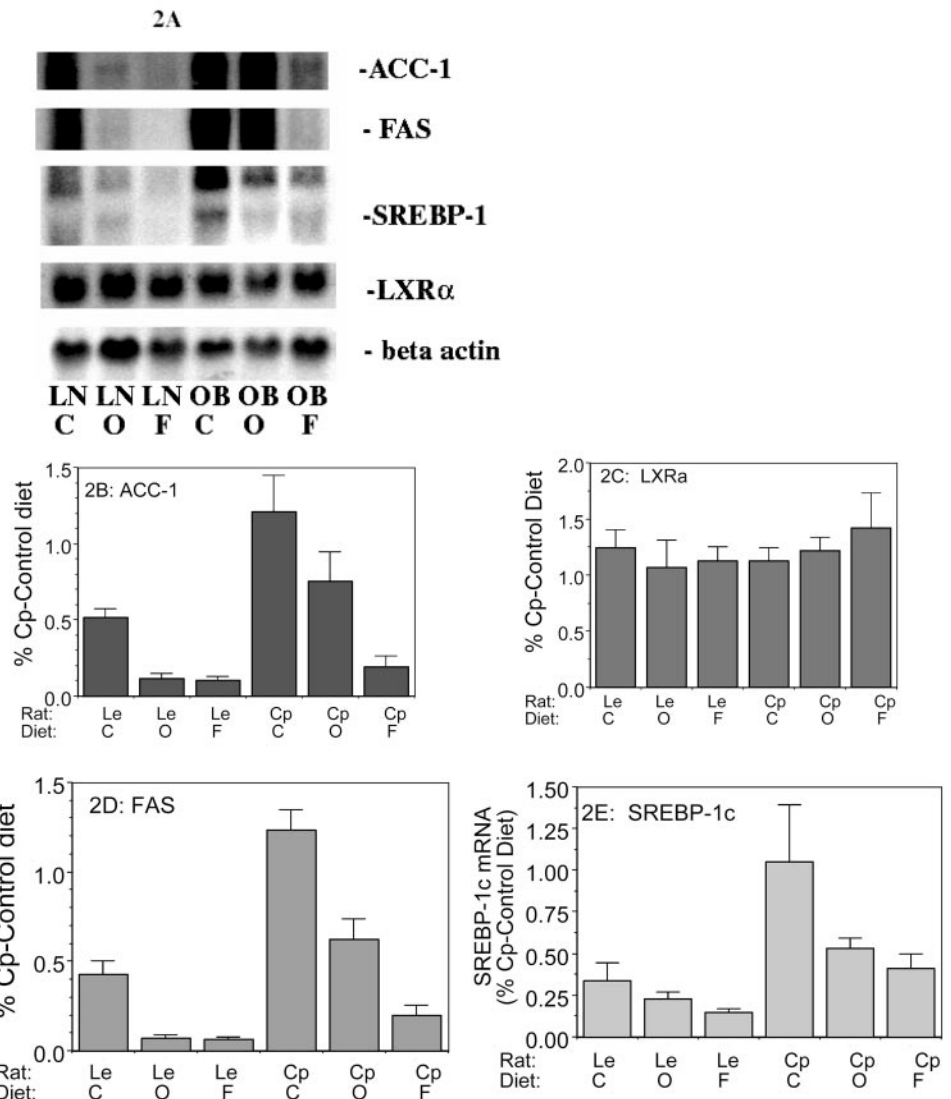 2A
-ACC-1
- FAS
-SREBP-1
-LXRα
- beta actin
LN LN LN OB OB OB
C O F C O F
2B: ACC-1
% Cp-Control diet
1.5
1.0
0.5
0.0
Rat: Le Le Le Cp Cp Cp
Diet: C O F C O F
2C: LXRa
% Cp-Control Diet
2.0
1.5
1.0
0.5
0.0
Rat: Le Le Le Cp Cp Cp
Diet: C O F C O F
2D: FAS
% Cp-Control diet
1.5
1.0
0.5
0.0
Rat: Le Le Le Cp Cp Cp
Diet: C O F C O F
2E: SREBP-1c
SREBP-1c mRNA
(% Cp-Control Diet)
1.50
1.25
1.00
0.75
0.50
0.25
0.00
Rat: Le Le Le Cp Cp Cp
Diet: C O F C O F